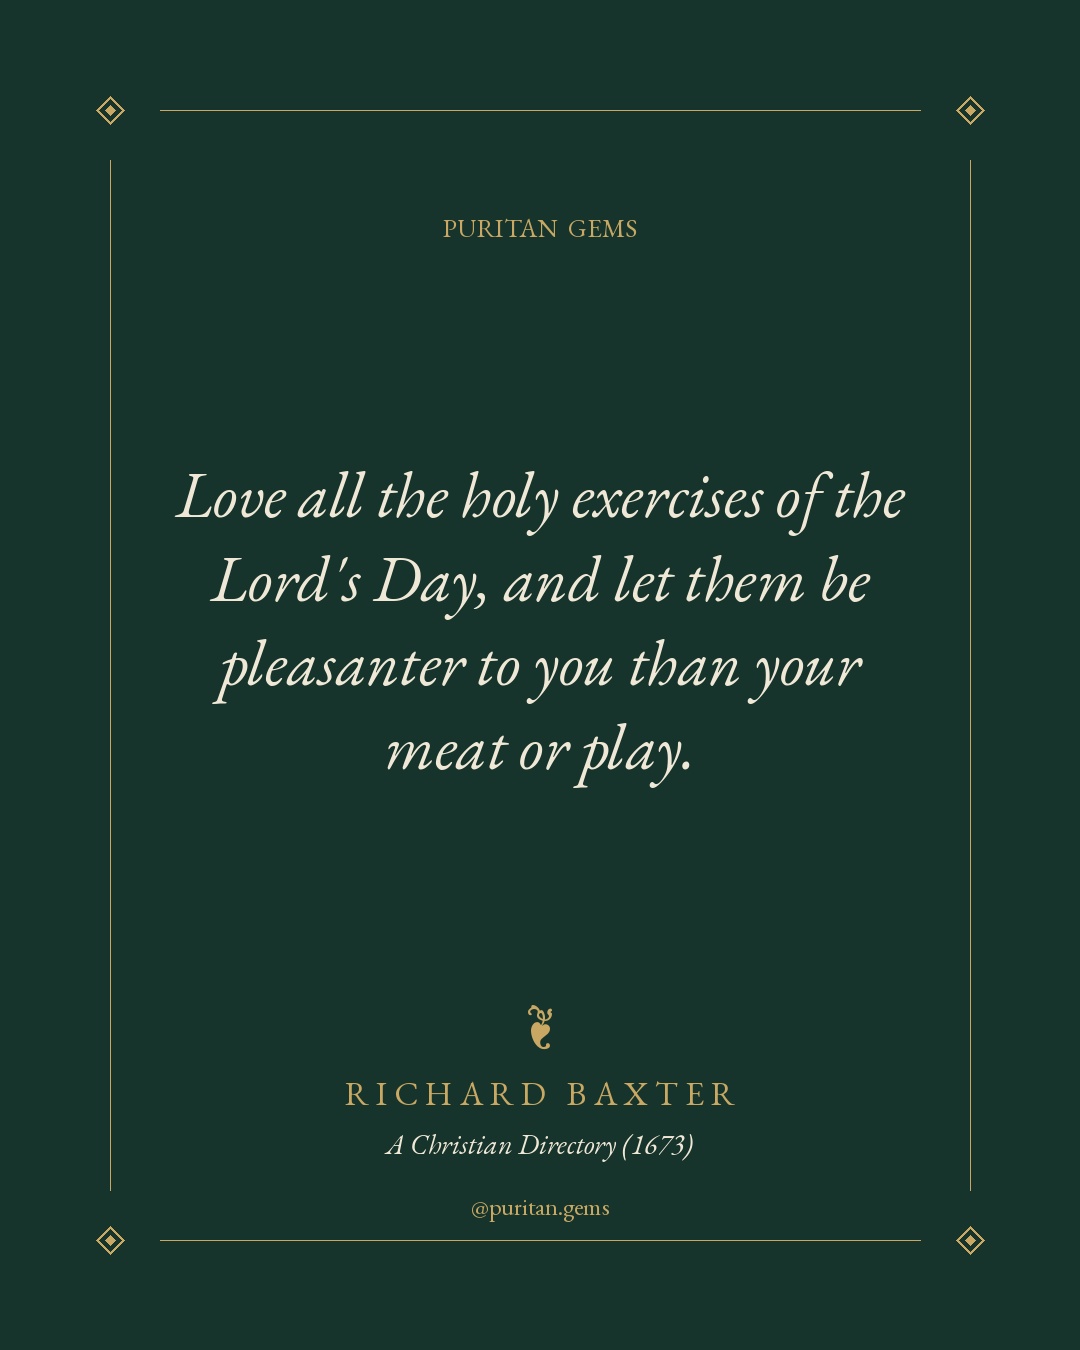 PURITAN GEMS
Love all the holy exercises of the
Lord's Day, and let them be
pleasanter to you than your
meat or play.
RICHARD BAXTER
A Christian Directory (1673)
@puritan.gems